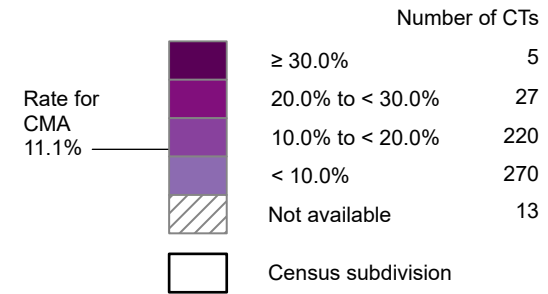 Number of CTs
≥ 30.0% 5
20.0% to < 30.0% 27
Rate for
CMA
11.1%
10.0% to < 20.0% 220
< 10.0% 270
Not available 13
Census subdivision